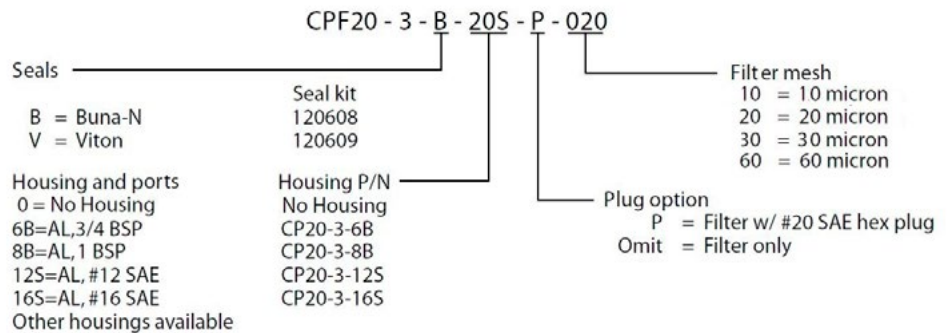 CPF20 - 3 - B - 20S - P - 020
Seals
Seal kit
B = Buna-N 120608
V = Viton 120609
Housing and ports Housing P/N
0 = No Housing No Housing
6B=AL,3/4 BSP CP20-3-6B
8B=AL,1 BSP CP20-3-8B
12S=AL, #12 SAE CP20-3-12S
16S=AL, #16 SAE CP20-3-16S
Other housings available
Filter mesh
10 = 10 micron
20 = 20 micron
30 = 30 micron
60 = 60 micron
Plug option
P = Filter w/ #20 SAE hex plug
Omit = Filter only